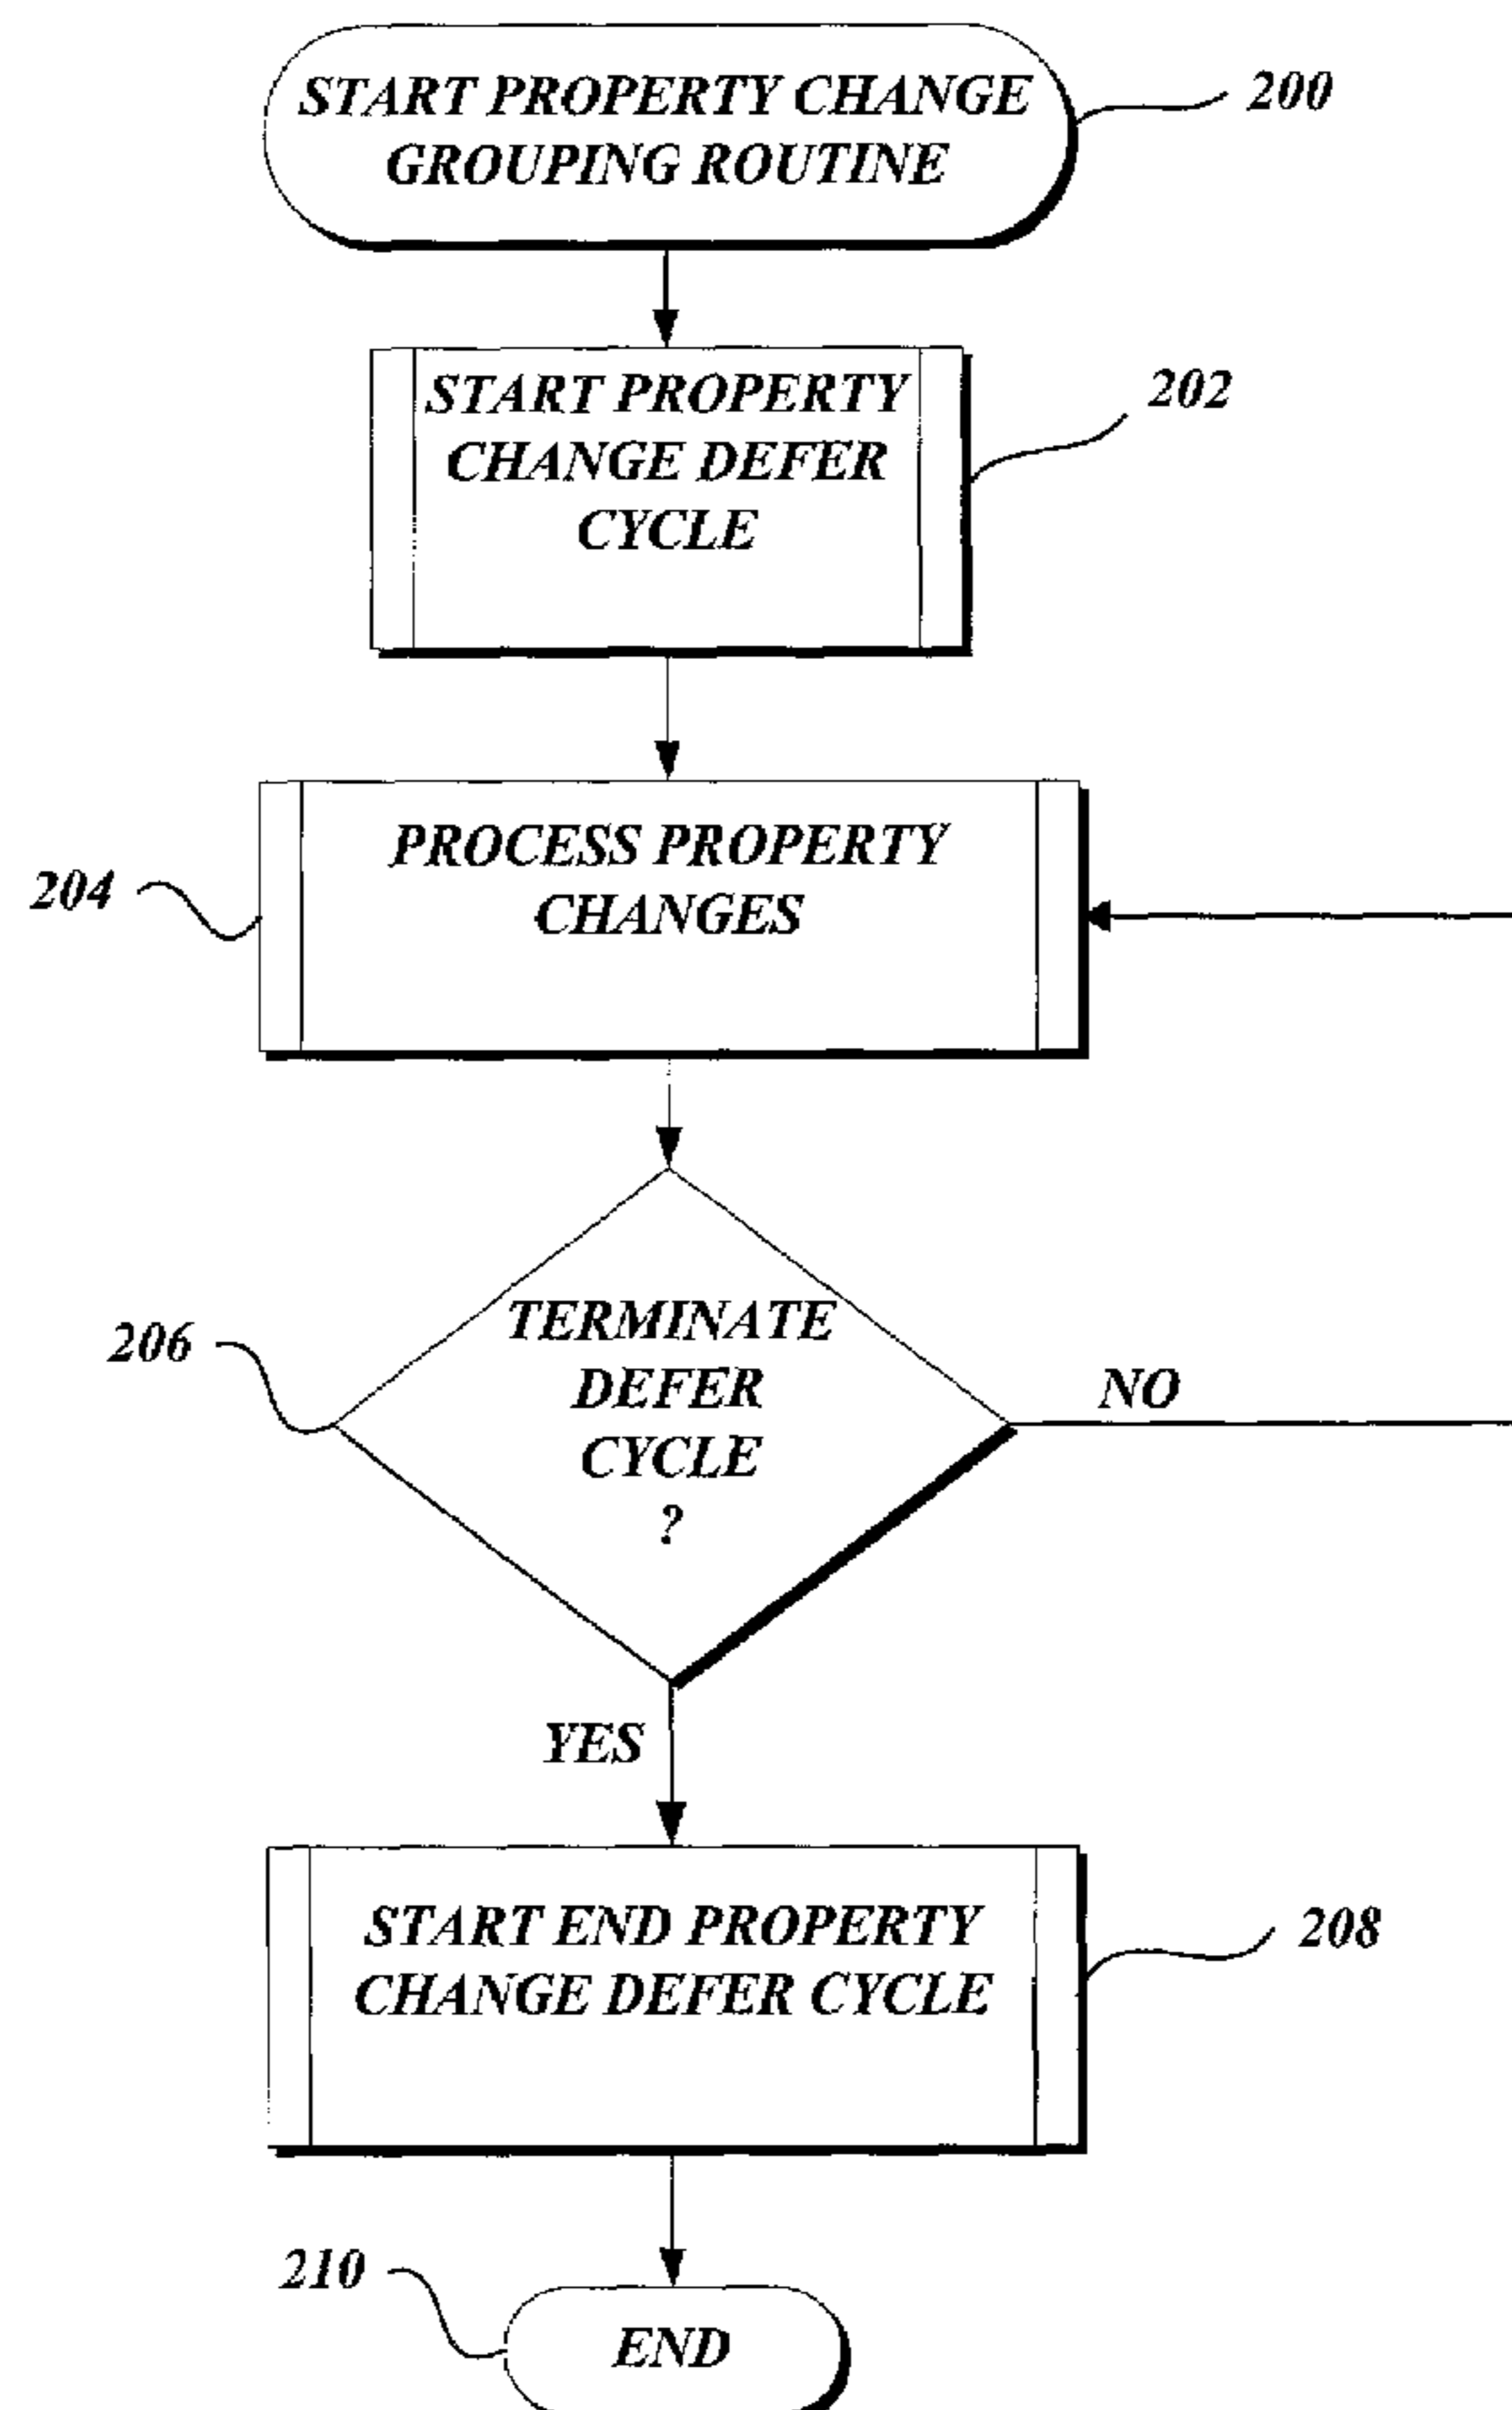 START PROPERTY CHANGE
GROUPING ROUTINE
200
START PROPERTY
CHANGE DEFER
CYCLE
202
PROCESS PROPERTY
CHANGES
204
TERMINATE
DEFER
CYCLE
?
206
NO
YES
START END PROPERTY
CHANGE DEFER CYCLE
208
210
END